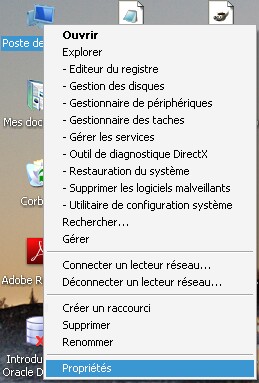 Poste de
Ouvrir
Explorer
- Editeur du registre
- Gestion des disques
- Gestionnaire de périphériques
- Gestionnaire des taches
- Gérer les services
- Outil de diagnostique DirectX
- Restauration du système
- Supprimer les logiciels malveillants
- Utilitaire de configuration système
Rechercher...
Gérer
Connecter un lecteur réseau...
Déconnecter un lecteur réseau...
Créer un raccourci
Supprimer
Renommer
Propriétés
Mes doc
Corb
Adobe R
Introdu
Oracle D